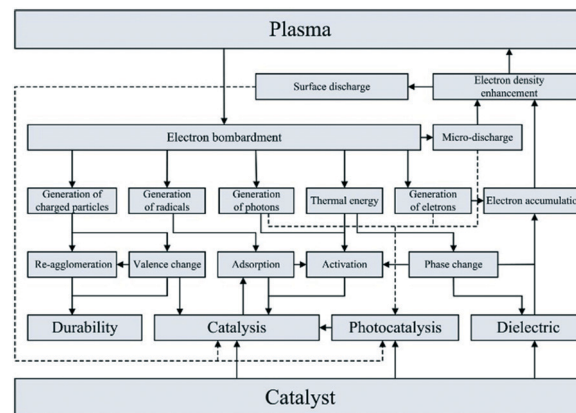 Plasma
Surface discharge
Electron density
enhancement
Electron bombardment
Micro-discharge
Generation of
charged particles
Generation
of radicals
Generation
of photons
Thermal energy
Generation
of eletrons
Electron accumulation
Re-agglomeration
Valence change
Adsorption
Activation
Phase change
Durability
Catalysis
Photocatalysis
Dielectric
Catalyst